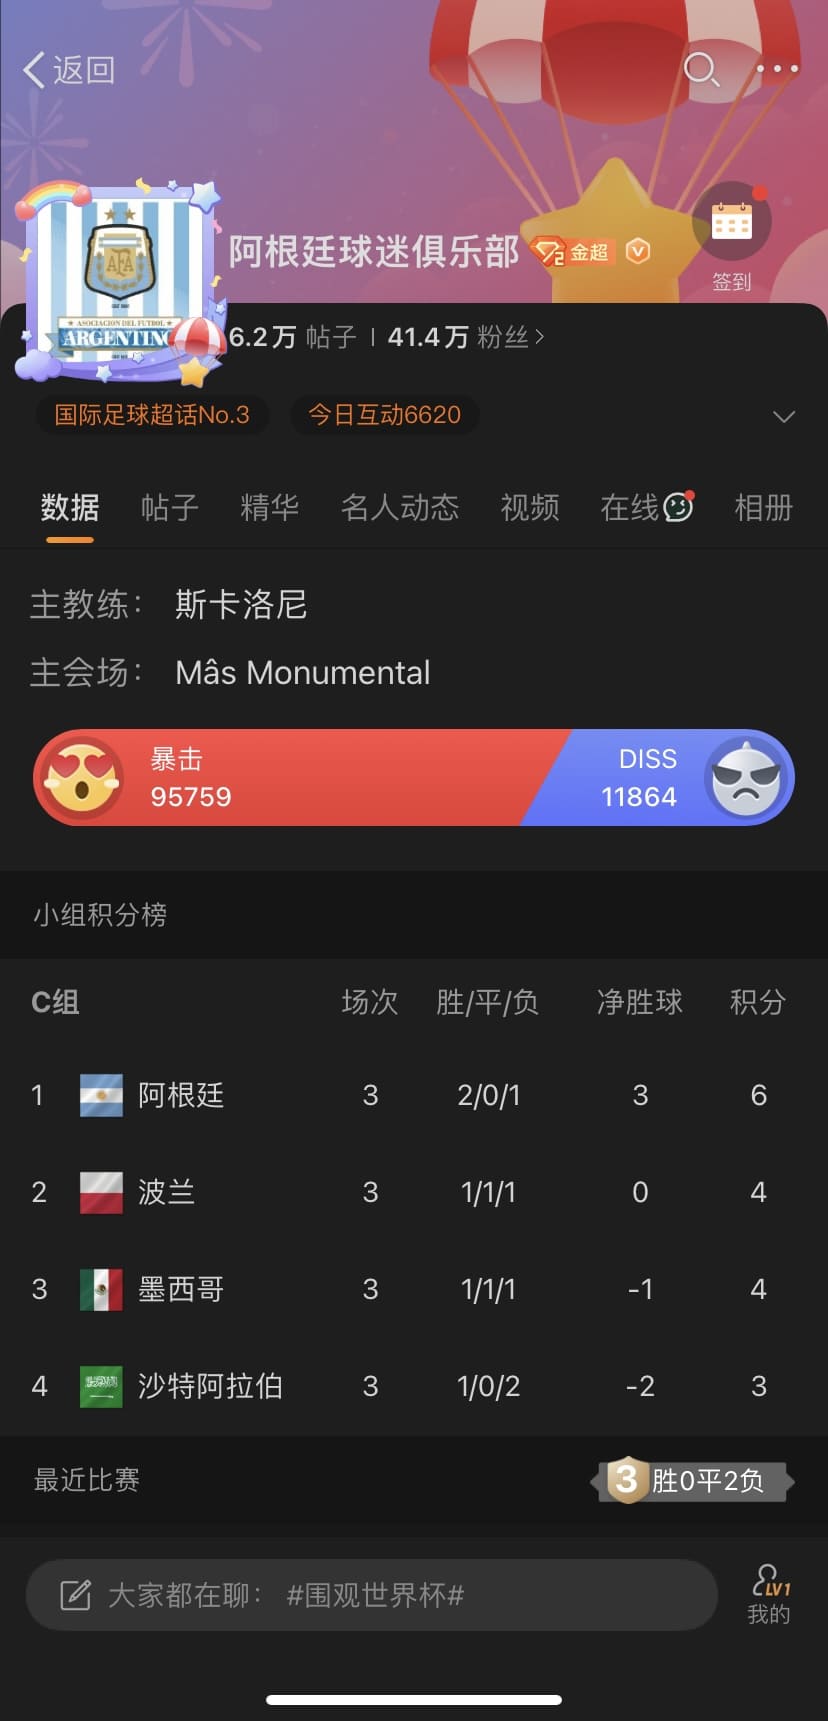 返回
阿根廷球迷俱乐部 2 金超 V
签到
AFA
ASOCIACION DEL FUTBOL
ARGENTINO
6.2万 帖子 | 41.4万 粉丝
国际足球超话No.3 今日互动6620
数据 帖子 精华 名人动态 视频 在线 相册
主教练： 斯卡洛尼
主会场： Mâs Monumental
暴击 DISS
95759 11864
小组积分榜
C组 场次 胜/平/负 净胜球 积分
1 阿根廷 3 2/0/1 3 6
2 波兰 3 1/1/1 0 4
3 墨西哥 3 1/1/1 -1 4
4 沙特阿拉伯 3 1/0/2 -2 3
最近比赛 3胜0平2负
大家都在聊： #围观世界杯# LV1
我的